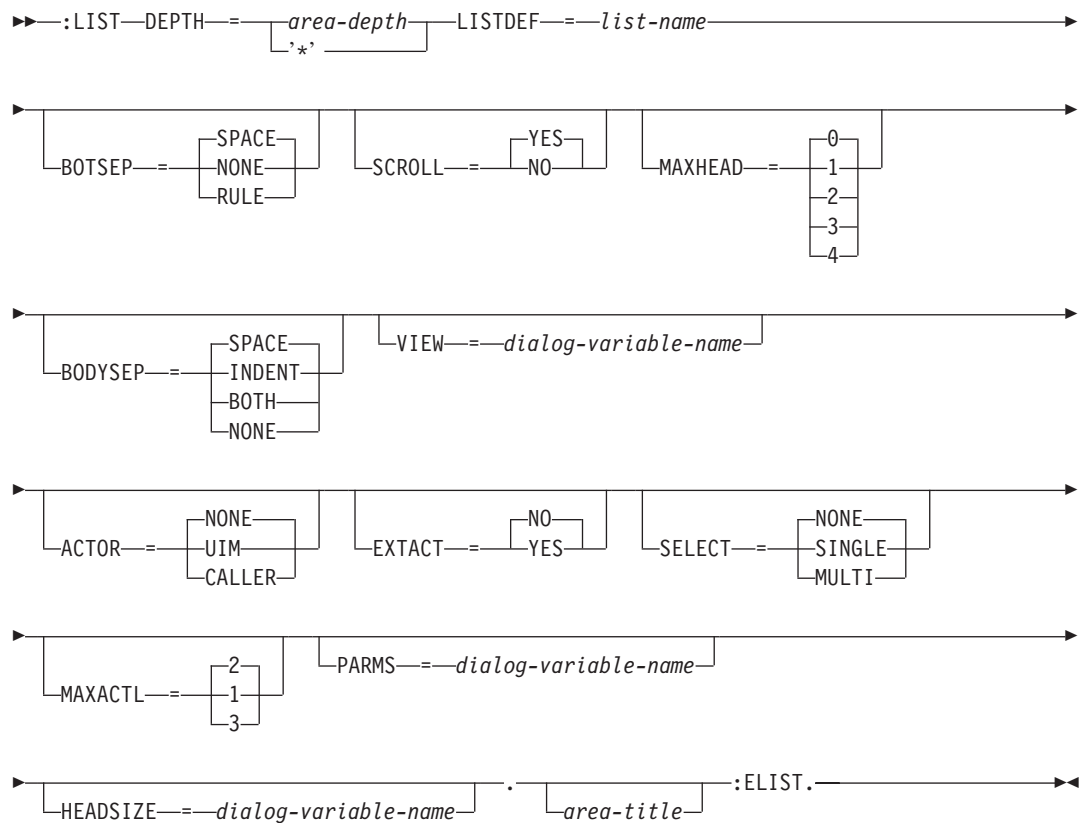 :LIST DEPTH = area-depth LISTDEF = list-name
'*'
SPACE YES 0
BOTSEP = NONE SCROLL = NO MAXHEAD = 1
RULE 2
3
4
SPACE VIEW = dialog-variable-name
BODYSEP = INDENT
BOTH
NONE
NONE NO NONE
ACTOR = UIM EXTACT = YES SELECT = SINGLE
CALLER MULTI
2 PARMS = dialog-variable-name
MAXACTL = 1
3
. :ELIST.
HEADSIZE = dialog-variable-name area-title